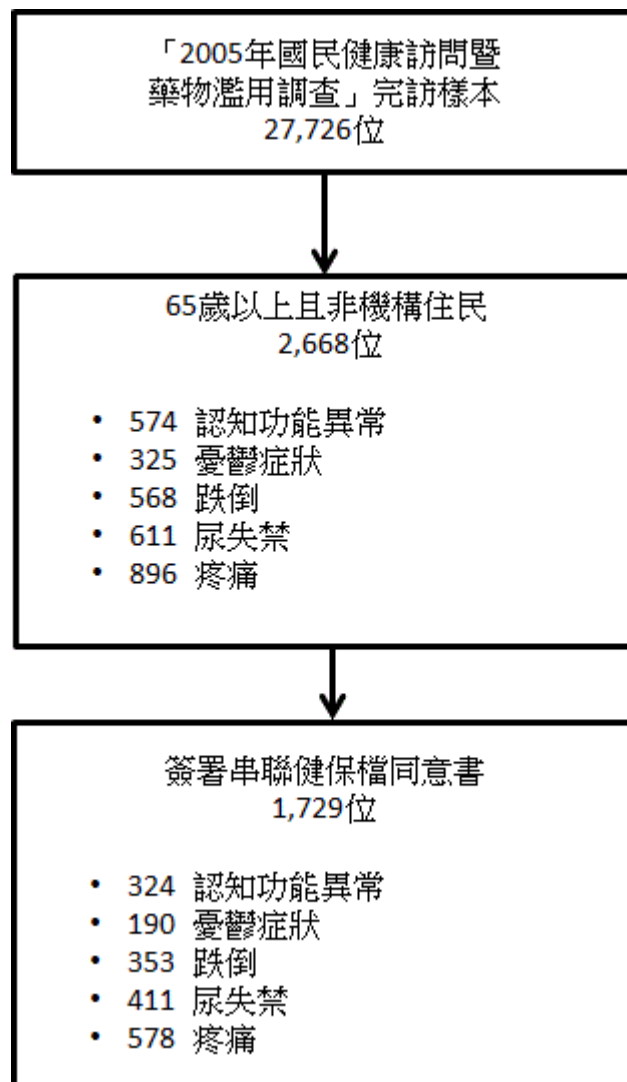 「2005年國民健康訪問暨
藥物濫用調查」完訪樣本
27,726位
65歲以上且非機構住民
2,668位
• 574 認知功能異常
• 325 憂鬱症狀
• 568 跌倒
• 611 尿失禁
• 896 疼痛
簽署串聯健保檔同意書
1,729位
• 324 認知功能異常
• 190 憂鬱症狀
• 353 跌倒
• 411 尿失禁
• 578 疼痛